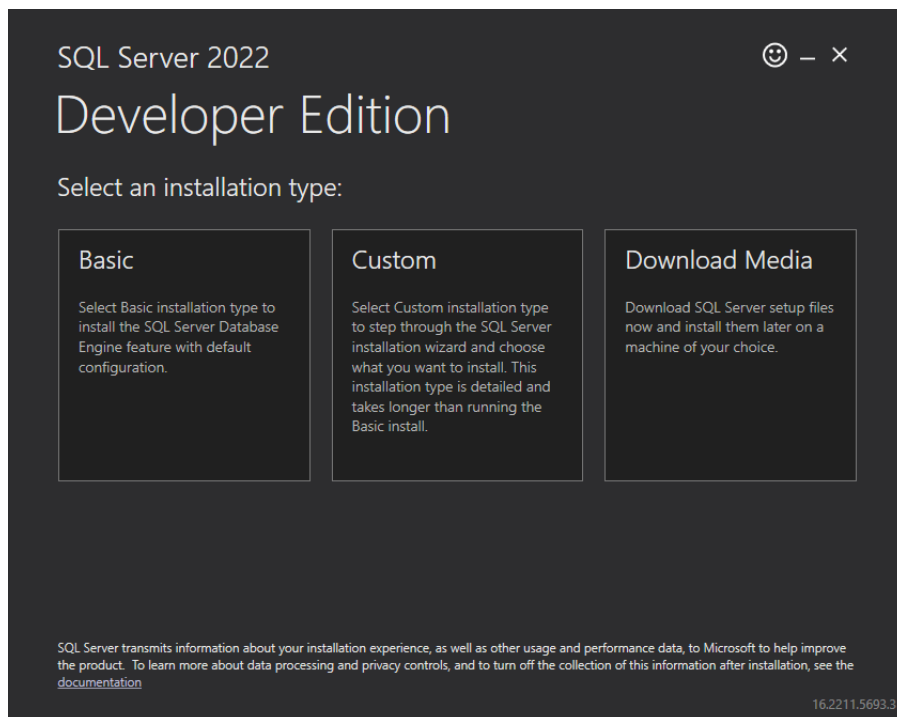 SQL Server 2022
Developer Edition
Select an installation type:
Basic
Select Basic installation type to
install the SQL Server Database
Engine feature with default
configuration.
Custom
Select Custom installation type
to step through the SQL Server
installation wizard and choose
what you want to install. This
installation type is detailed and
takes longer than running the
Basic install.
Download Media
Download SQL Server setup files
now and install them later on a
machine of your choice.
SQL Server transmits information about your installation experience, as well as other usage and performance data, to Microsoft to help improve
the product.  To learn more about data processing and privacy controls, and to turn off the collection of this information after installation, see the
documentation
16.2211.5693.3